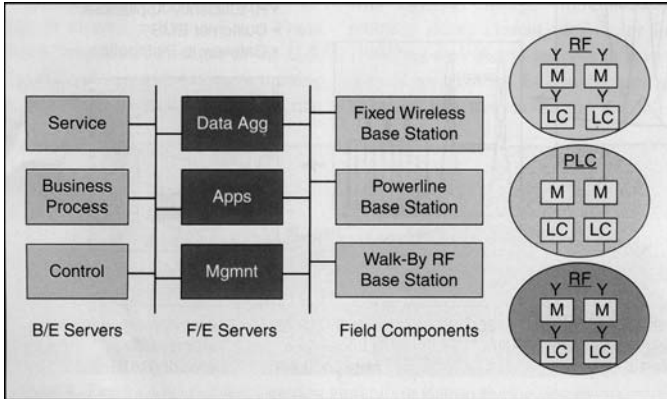 Service
Data Agg
Fixed Wireless
Base Station
Business
Process
Apps
Powerline
Base Station
Control
Mgmnt
Walk-By RF
Base Station
B/E Servers
F/E Servers
Field Components
RF
Y Y
M M
Y Y
LC LC
PLC
M M
LC LC
RF
Y Y
M M
Y Y
LC LC